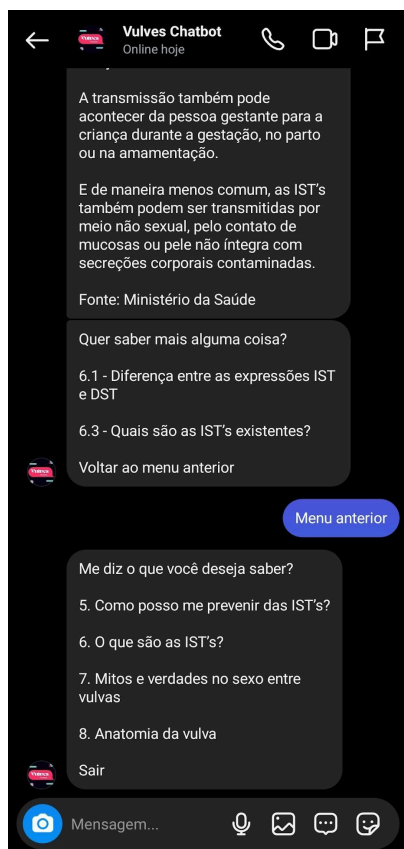 Vulves Chatbot
Online hoje
A transmissão também pode
acontecer da pessoa gestante para a
criança durante a gestação, no parto
ou na amamentação.
E de maneira menos comum, as IST's
também podem ser transmitidas por
meio não sexual, pelo contato de
mucosas ou pele não íntegra com
secreções corporais contaminadas.
Fonte: Ministério da Saúde
Quer saber mais alguma coisa?
6.1 - Diferença entre as expressões IST
e DST
6.3 - Quais são as IST's existentes?
Voltar ao menu anterior
Menu anterior
Me diz o que você deseja saber?
5. Como posso me prevenir das IST's?
6. O que são as IST's?
7. Mitos e verdades no sexo entre
vulvas
8. Anatomia da vulva
Sair
Mensagem...